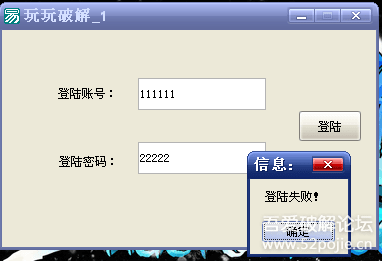 易 玩玩破解_1
登陆账号：
111111
登陆
登陆密码：
22222
信息：
登陆失败！
确定
吾爱破解论坛
www.52pojie.cn